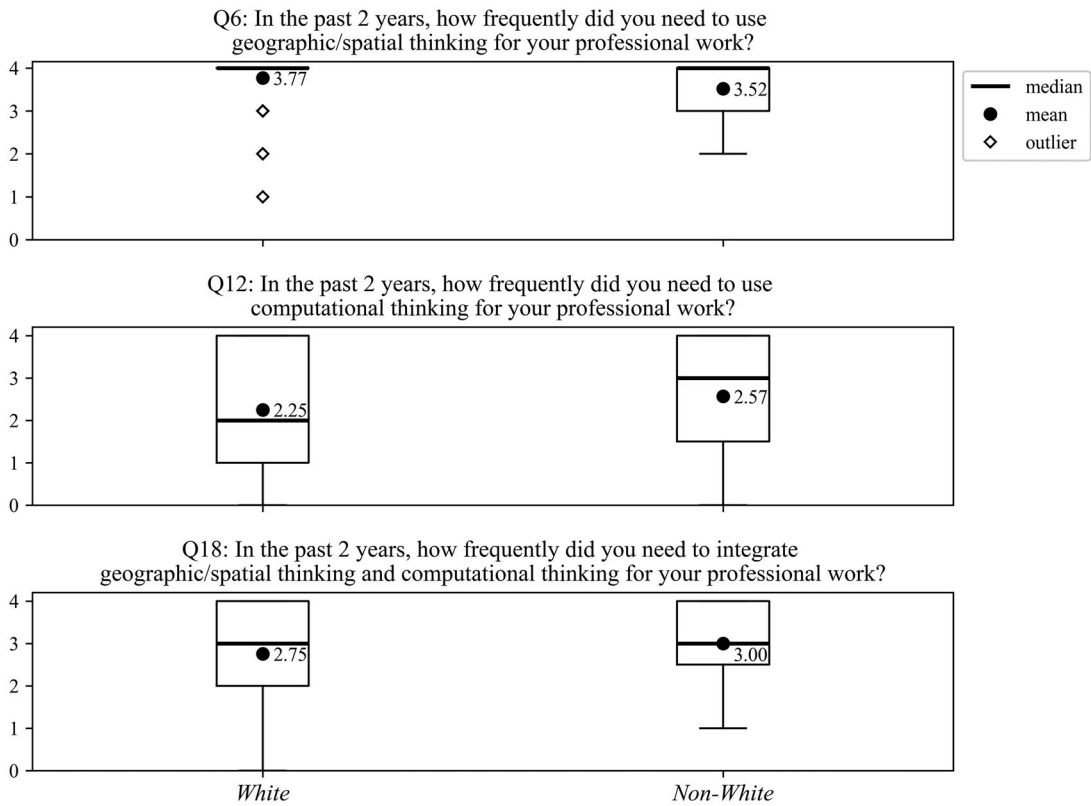 Q6: In the past 2 years, how frequently did you need to use
geographic/spatial thinking for your professional work?
4
3
2
1
0
3.77
3.52
median
mean
outlier
Q12: In the past 2 years, how frequently did you need to use
computational thinking for your professional work?
4
3
2
1
0
2.25
2.57
Q18: In the past 2 years, how frequently did you need to integrate
geographic/spatial thinking and computational thinking for your professional work?
4
3
2
1
0
2.75
3.00
White
Non-White